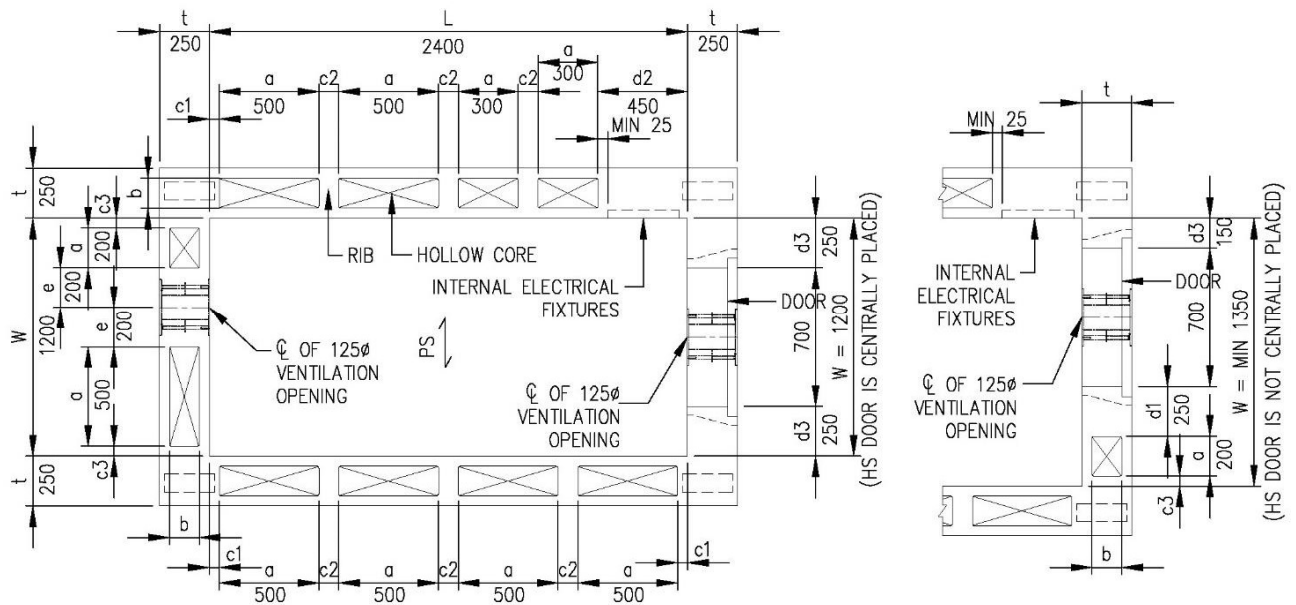 t
L
t
250
2400
250
a
c2
a
c2
a
c2
a
300
d2
c1
500
500
300
450
MIN 25
t
250
b
c3
a
200
e
200
W
1200
e
200
a
500
c3
t
250
b
RIB
HOLLOW CORE
INTERNAL ELECTRICAL
FIXTURES
DOOR
PS
℄ OF 125ø
VENTILATION
OPENING
℄ OF 125ø
VENTILATION
OPENING
d3
250
700
d3
250
W = 1200
(HS DOOR IS CENTRALLY PLACED)
c1
a
c2
a
c2
a
c2
a
c1
500
500
500
500
t
MIN 25
INTERNAL
ELECTRICAL
FIXTURES
DOOR
℄ OF 125ø
VENTILATION
OPENING
d3
150
700
d1
250
a
200
c3
b
W = MIN 1350
(HS DOOR IS NOT CENTRALLY PLACED)